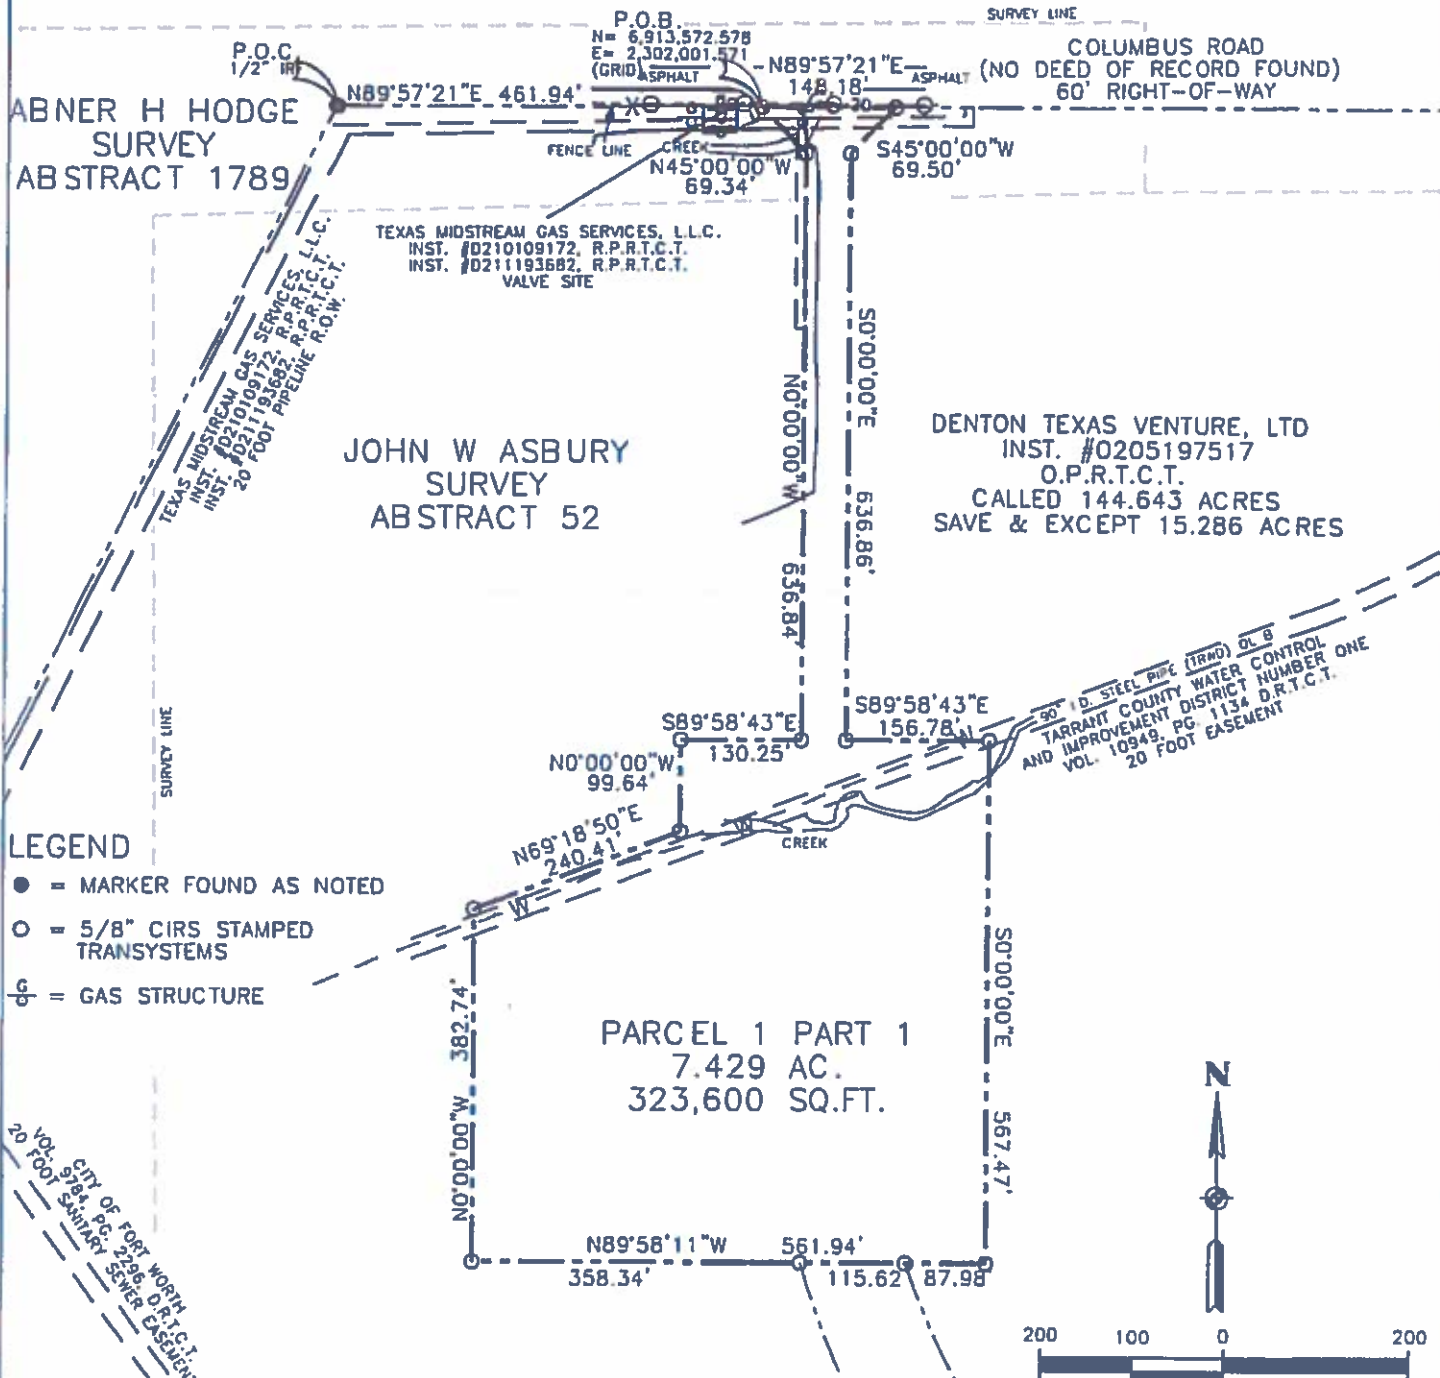 SURVEY LINE
P.O.B.
N= 6,913,572.578
E= 2,302,001.571
(GRID)
ASPHALT
P.O.C.
1/2" IRF
N89°57'21"E 461.94'
N89°57'21"E
148.18'
ASPHALT
30
COLUMBUS ROAD
(NO DEED OF RECORD FOUND)
60' RIGHT-OF-WAY
ABNER H HODGE
SURVEY
ABSTRACT 1789
X
FENCE LINE
CREEK
N45°00'00"W
69.34'
S45°00'00"W
69.50'
TEXAS MIDSTREAM GAS SERVICES, L.L.C.
INST. #D210109172, R.P.R.T.C.T.
INST. #D211193682, R.P.R.T.C.T.
VALVE SITE
TEXAS MIDSTREAM GAS SERVICES, L.L.C.
INST. #D210109172, R.P.R.T.C.T.
INST. #D211193682, R.P.R.T.C.T.
20 FOOT PIPELINE R.O.W.
N0°00'00"W
636.84'
S0°00'00"E
636.86'
JOHN W ASBURY
SURVEY
ABSTRACT 52
DENTON TEXAS VENTURE, LTD
INST. #0205197517
O.P.R.T.C.T.
CALLED 144.643 ACRES
SAVE & EXCEPT 15.286 ACRES
90" I.D. STEEL PIPE (TRWD) OL B
TARRANT COUNTY WATER CONTROL
AND IMPROVEMENT DISTRICT NUMBER ONE
VOL. 10949, PG. 1134 D.R.T.C.T.
20 FOOT EASEMENT
SURVEY LINE
S89°58'43"E
130.25'
S89°58'43"E
156.78'
W
N0°00'00"W
99.64'
N69°18'50"E
240.41'
W
CREEK
W
LEGEND
= MARKER FOUND AS NOTED
= 5/8" CIRS STAMPED
TRANSYSTEMS
G = GAS STRUCTURE
N0°00'00"W 382.74'
S0°00'00"E
567.47'
PARCEL 1 PART 1
7.429 AC.
323,600 SQ.FT.
N
CITY OF FORT WORTH
VOL. 9784, PG. 2296, D.R.T.C.T.
20 FOOT SANITARY SEWER EASEMENT
N89°58'11"W 561.94'
358.34' 115.62' 87.98'
200 100 0 200